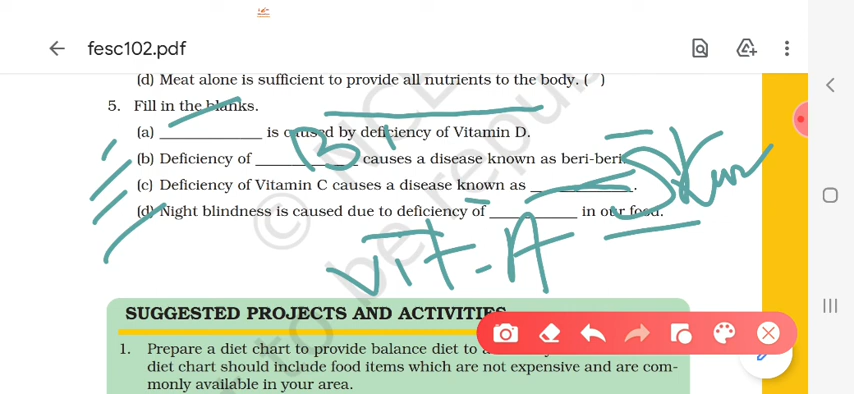 fesc102.pdf
(d) Meat alone is sufficient to provide all nutrients to the body. ( )
5. Fill in the blanks.
(a) ____________ is caused by deficiency of Vitamin D.
(b) Deficiency of ____________ causes a disease known as beri-beri.
B1
(c) Deficiency of Vitamin C causes a disease known as ____________.
(d) Night blindness is caused due to deficiency of ____________ in our food.
Vit-A
SUGGESTED PROJECTS AND ACTIVITIES
1. Prepare a diet chart to provide balance diet to a
diet chart should include food items which are not expensive and are com-
monly available in your area.